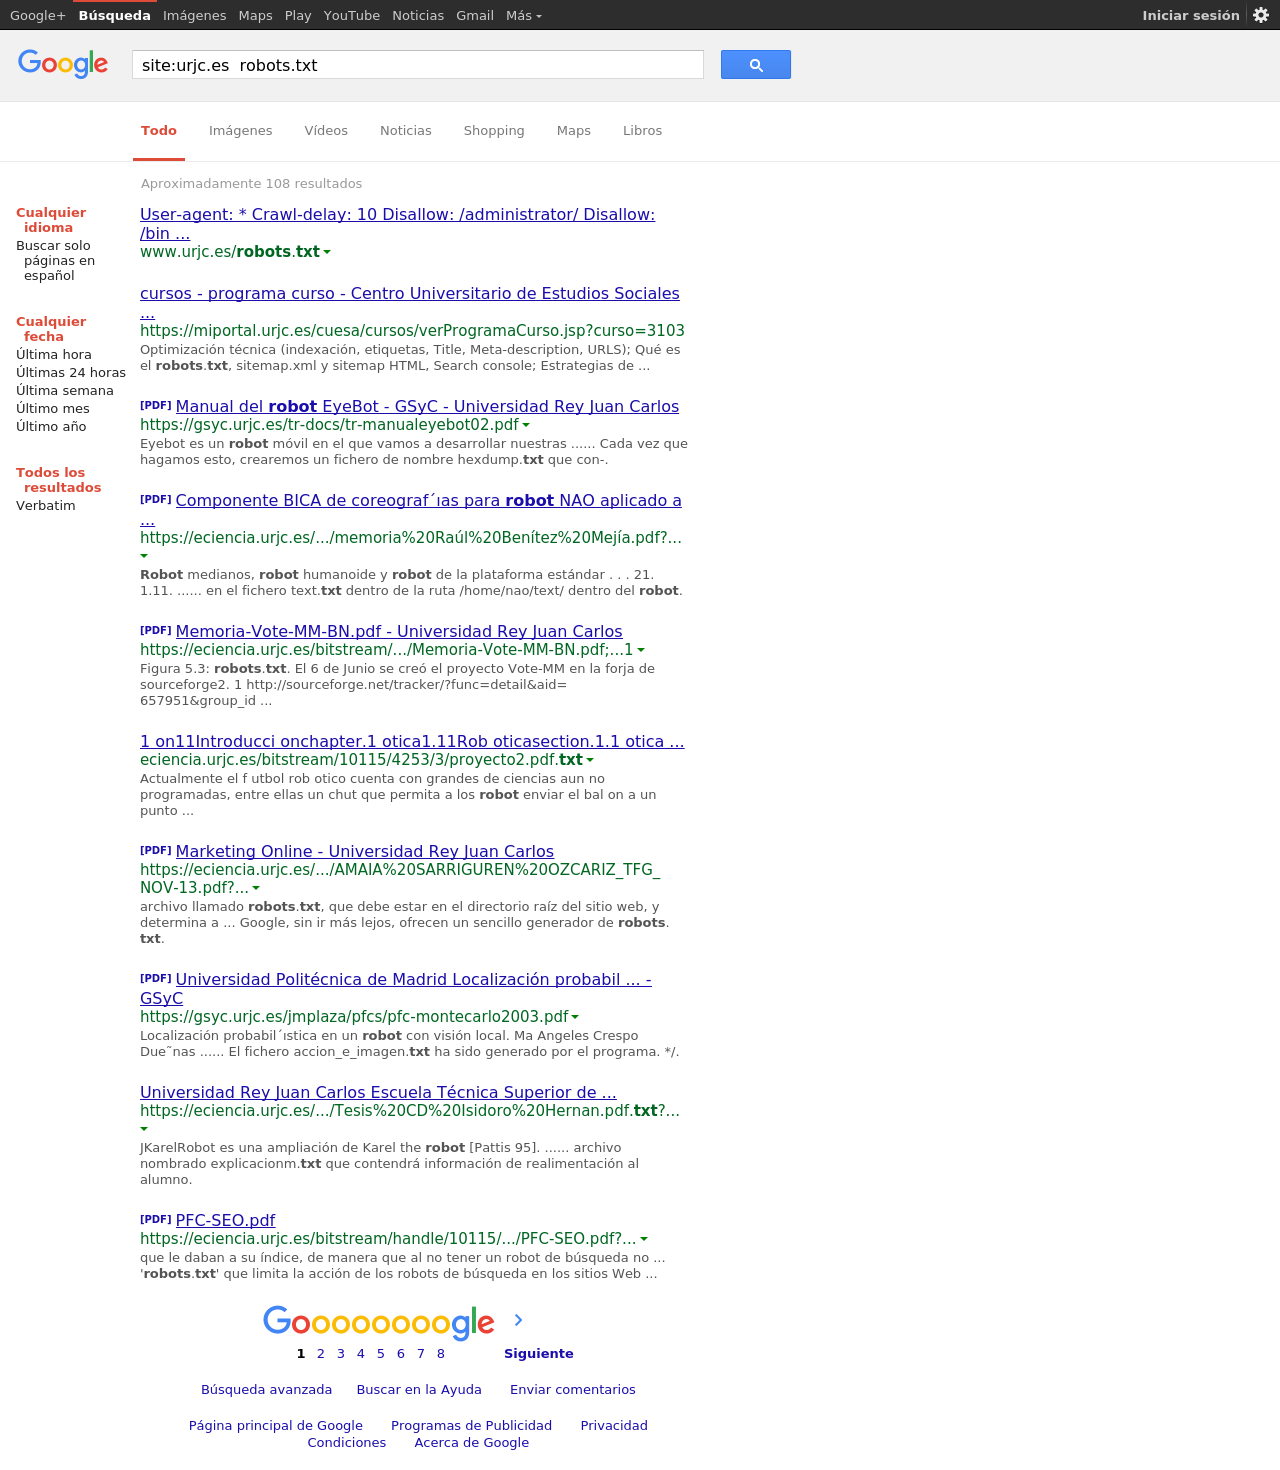 Google+ Búsqueda Imágenes Maps Play YouTube Noticias Gmail Más Iniciar sesión
Google site:urjc.es robots.txt
Todo Imágenes Vídeos Noticias Shopping Maps Libros
Aproximadamente 108 resultados
Cualquier
idioma
Buscar solo
páginas en
español
Cualquier
fecha
Última hora
Últimas 24 horas
Última semana
Último mes
Último año
Todos los
resultados
Verbatim
User-agent: * Crawl-delay: 10 Disallow: /administrator/ Disallow:
/bin ...
www.urjc.es/robots.txt
cursos - programa curso - Centro Universitario de Estudios Sociales
...
https://miportal.urjc.es/cuesa/cursos/verProgramaCurso.jsp?curso=3103
Optimización técnica (indexación, etiquetas, Title, Meta-description, URLS); Qué es
el robots.txt, sitemap.xml y sitemap HTML, Search console; Estrategias de ...
[PDF] Manual del robot EyeBot - GSyC - Universidad Rey Juan Carlos
https://gsyc.urjc.es/tr-docs/tr-manualeyebot02.pdf
Eyebot es un robot móvil en el que vamos a desarrollar nuestras ...... Cada vez que
hagamos esto, crearemos un fichero de nombre hexdump.txt que con-.
[PDF] Componente BICA de coreograf´ıas para robot NAO aplicado a
...
https://eciencia.urjc.es/.../memoria%20Raúl%20Benítez%20Mejía.pdf?...
Robot medianos, robot humanoide y robot de la plataforma estándar . . . 21.
1.11. ...... en el fichero text.txt dentro de la ruta /home/nao/text/ dentro del robot.
[PDF] Memoria-Vote-MM-BN.pdf - Universidad Rey Juan Carlos
https://eciencia.urjc.es/bitstream/.../Memoria-Vote-MM-BN.pdf;...1
Figura 5.3: robots.txt. El 6 de Junio se creó el proyecto Vote-MM en la forja de
sourceforge2. 1 http://sourceforge.net/tracker/?func=detail&aid=
657951&group_id ...
1 on11Introducci onchapter.1 otica1.11Rob oticasection.1.1 otica ...
eciencia.urjc.es/bitstream/10115/4253/3/proyecto2.pdf.txt
Actualmente el f utbol rob otico cuenta con grandes de ciencias aun no
programadas, entre ellas un chut que permita a los robot enviar el bal on a un
punto ...
[PDF] Marketing Online - Universidad Rey Juan Carlos
https://eciencia.urjc.es/.../AMAIA%20SARRIGUREN%20OZCARIZ_TFG_
NOV-13.pdf?...
archivo llamado robots.txt, que debe estar en el directorio raíz del sitio web, y
determina a ... Google, sin ir más lejos, ofrecen un sencillo generador de robots.
txt.
[PDF] Universidad Politécnica de Madrid Localización probabil ... -
GSyC
https://gsyc.urjc.es/jmplaza/pfcs/pfc-montecarlo2003.pdf
Localización probabil´ıstica en un robot con visión local. Ma Angeles Crespo
Due˜nas ...... El fichero accion_e_imagen.txt ha sido generado por el programa. */.
Universidad Rey Juan Carlos Escuela Técnica Superior de ...
https://eciencia.urjc.es/.../Tesis%20CD%20Isidoro%20Hernan.pdf.txt?...
JKarelRobot es una ampliación de Karel the robot [Pattis 95]. ...... archivo
nombrado explicacionm.txt que contendrá información de realimentación al
alumno.
[PDF] PFC-SEO.pdf
https://eciencia.urjc.es/bitstream/handle/10115/.../PFC-SEO.pdf?...
que le daban a su índice, de manera que al no tener un robot de búsqueda no ...
'robots.txt' que limita la acción de los robots de búsqueda en los sitios Web ...
Goooooooogle
1 2 3 4 5 6 7 8 Siguiente
Búsqueda avanzada Buscar en la Ayuda Enviar comentarios
Página principal de Google Programas de Publicidad Privacidad
Condiciones Acerca de Google